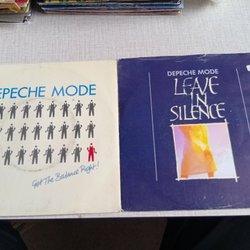 DEPECHE MODE
Get The Balance Right!
DEPECHE MODE
LEAVE
IN
SILENCE